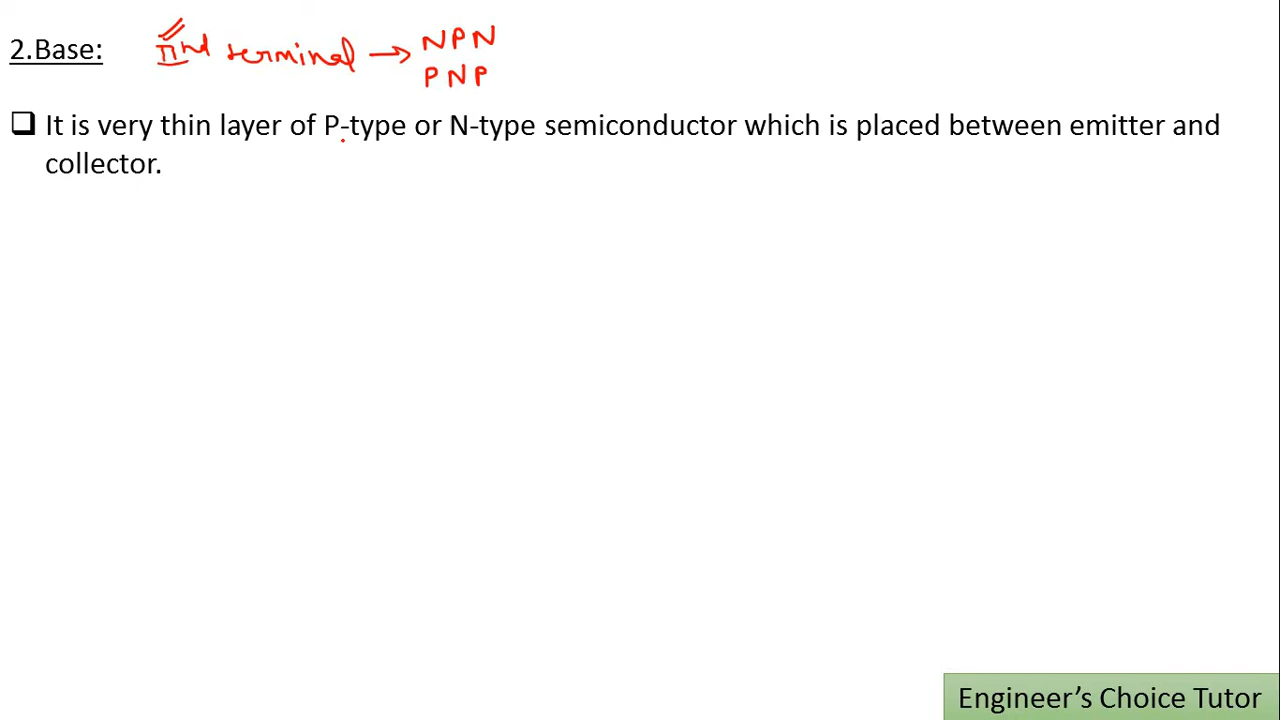 2.Base: IInd terminal → NPN
PNP
❑ It is very thin layer of P-type or N-type semiconductor which is placed between emitter and
collector.
Engineer’s Choice Tutor